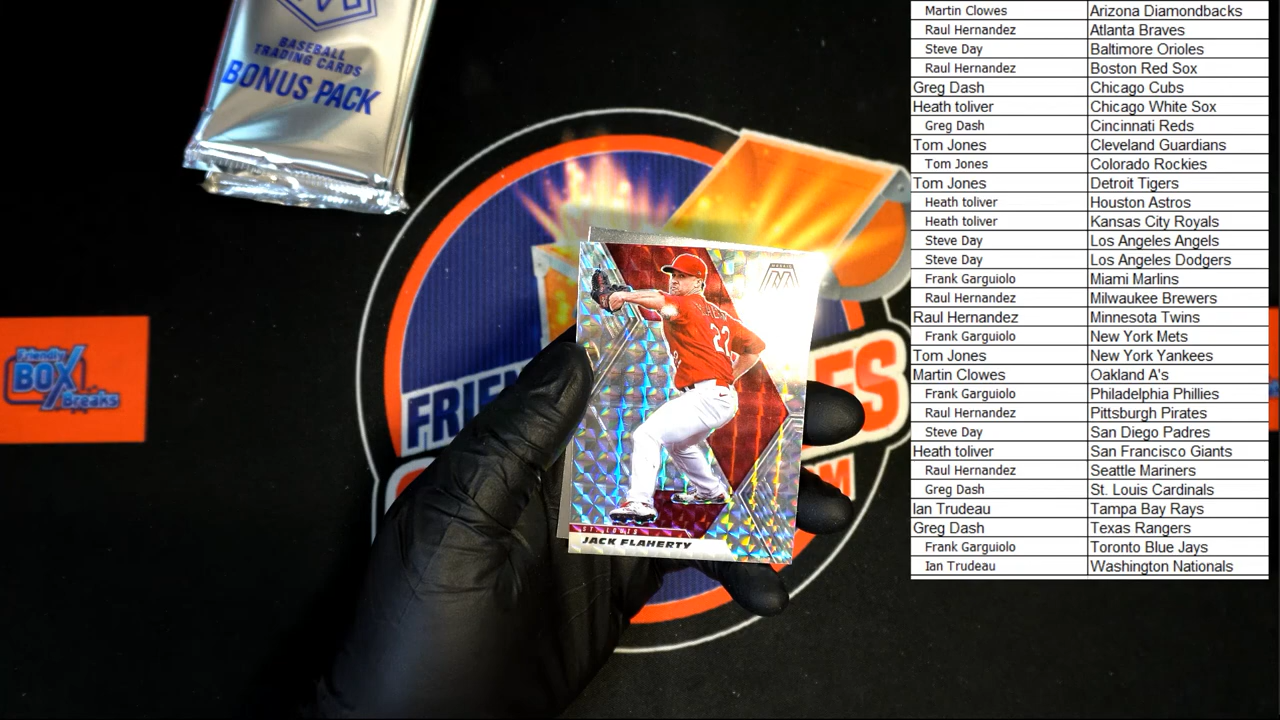 BASEBALL
TRADING CARDS
BONUS PACK
Friendly
BOX
Breaks
ST. LOUIS
JACK FLAHERTY
22
Martin Clowes Arizona Diamondbacks
Raul Hernandez Atlanta Braves
Steve Day Baltimore Orioles
Raul Hernandez Boston Red Sox
Greg Dash Chicago Cubs
Heath toliver Chicago White Sox
Greg Dash Cincinnati Reds
Tom Jones Cleveland Guardians
Tom Jones Colorado Rockies
Tom Jones Detroit Tigers
Heath toliver Houston Astros
Heath toliver Kansas City Royals
Steve Day Los Angeles Angels
Steve Day Los Angeles Dodgers
Frank Garguiolo Miami Marlins
Raul Hernandez Milwaukee Brewers
Raul Hernandez Minnesota Twins
Frank Garguiolo New York Mets
Tom Jones New York Yankees
Martin Clowes Oakland A's
Frank Garguiolo Philadelphia Phillies
Raul Hernandez Pittsburgh Pirates
Steve Day San Diego Padres
Heath toliver San Francisco Giants
Raul Hernandez Seattle Mariners
Greg Dash St. Louis Cardinals
Ian Trudeau Tampa Bay Rays
Greg Dash Texas Rangers
Frank Garguiolo Toronto Blue Jays
Ian Trudeau Washington Nationals